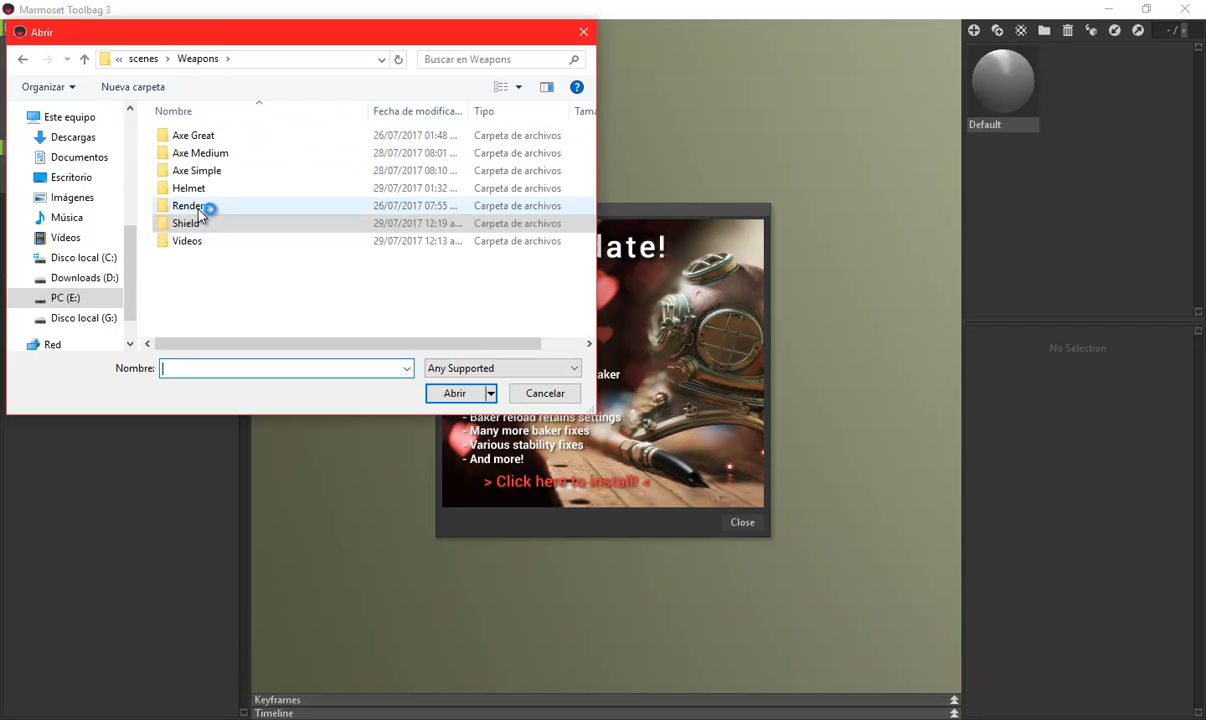 Marmoset Toolbag 3
Abrir
« scenes > Weapons >
Buscar en Weapons
Organizar
Nueva carpeta
Nombre
Fecha de modifica...
Tipo
Tama
Este equipo
Descargas
Documentos
Escritorio
Imágenes
Música
Vídeos
Disco local (C:)
Downloads (D:)
PC (E:)
Disco local (G:)
Red
Axe Great 26/07/2017 01:48 ... Carpeta de archivos
Axe Medium 28/07/2017 08:01 ... Carpeta de archivos
Axe Simple 28/07/2017 08:10 ... Carpeta de archivos
Helmet 29/07/2017 01:32 ... Carpeta de archivos
Render 26/07/2017 07:55 ... Carpeta de archivos
Shield 29/07/2017 12:19 a... Carpeta de archivos
Videos 29/07/2017 12:13 a... Carpeta de archivos
Nombre:
Any Supported
Abrir
Cancelar
date!
aker
- Baker reload retains settings
- Many more baker fixes
- Various stability fixes
- And more!
> Click here to install! <
Close
- /
Default
No Selection
Keyframes
Timeline